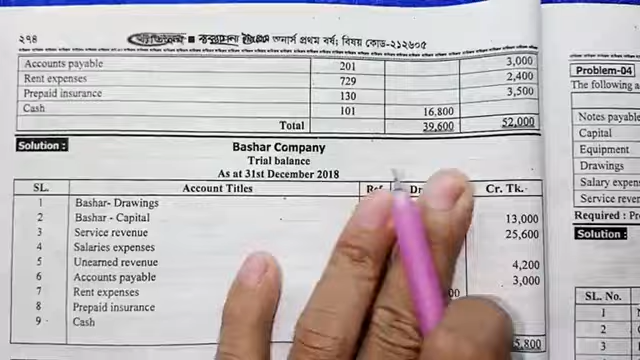 ২৭৪ ■ অনার্স প্রথম বর্ষ; বিষয় কোড-২১২৬০৫
Accounts payable 201 3,000
Rent expenses 729 2,400
Prepaid insurance 130 3,500
Cash 101 16,800
Total 39,600 52,000
Solution :
Bashar Company
Trial balance
As at 31st December 2018
SL. Account Titles Cr. Tk.
1 Bashar- Drawings
2 Bashar - Capital 13,000
3 Service revenue 25,600
4 Salaries expenses
5 Unearned revenue 4,200
6 Accounts payable 3,000
7 Rent expenses
8 Prepaid insurance
9 Cash
5,800
Problem-04
The following a
Notes payable
Capital
Equipment
Drawings
Salary expens
Service reven
Required : Pr
Solution :
SL. No.
1
2
3